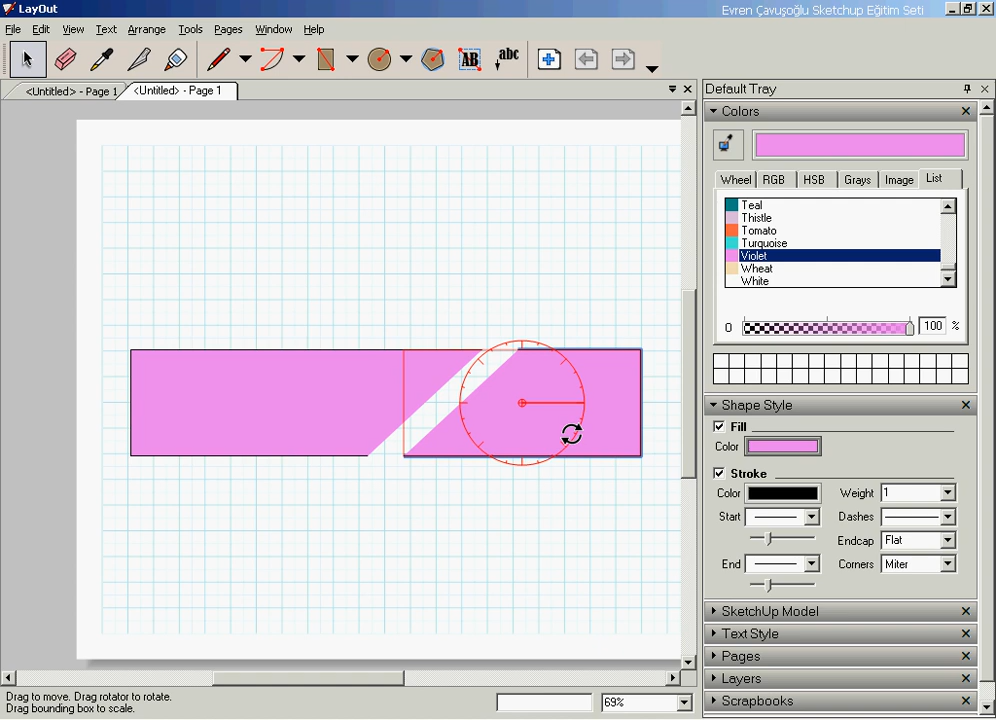 LayOut
Evren Çavuşoğlu Sketchup Eğitim Seti
File Edit View Text Arrange Tools Pages Window Help
AB abc
<Untitled> - Page 1
<Untitled> - Page 1
Default Tray
Colors
Wheel RGB HSB Grays Image List
Teal
Thistle
Tomato
Turquoise
Violet
Wheat
White
0 100 %
Shape Style
Fill
Color
Stroke
Color Weight 1
Start Dashes
Endcap Flat
End Corners Miter
SketchUp Model
Text Style
Pages
Layers
Scrapbooks
Drag to move. Drag rotator to rotate.
Drag bounding box to scale.
69%